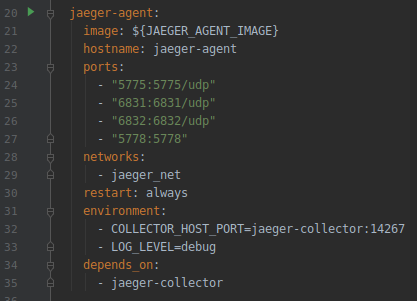 20 jaeger-agent:
21 image: ${JAEGER_AGENT_IMAGE}
22 hostname: jaeger-agent
23 ports:
24 - "5775:5775/udp"
25 - "6831:6831/udp"
26 - "6832:6832/udp"
27 - "5778:5778"
28 networks:
29 - jaeger_net
30 restart: always
31 environment:
32 - COLLECTOR_HOST_PORT=jaeger-collector:14267
33 - LOG_LEVEL=debug
34 depends_on:
35 - jaeger-collector
36